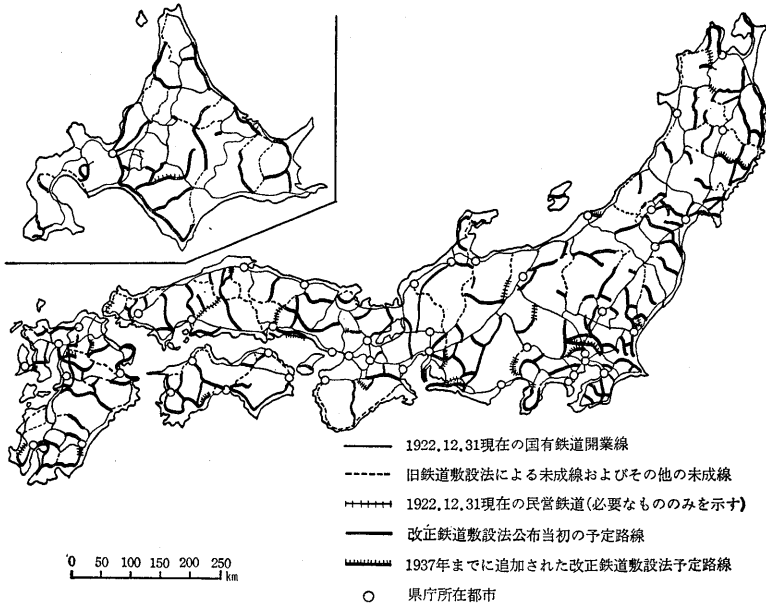 1922.12.31現在の国有鉄道開業線
旧鉄道敷設法による未成線およびその他の未成線
1922.12.31現在の民営鉄道(必要なもののみを示す)
改正鉄道敷設法公布当初の予定路線
1937年までに追加された改正鉄道敷設法予定路線
県庁所在都市
0 50 100 150 200 250
km